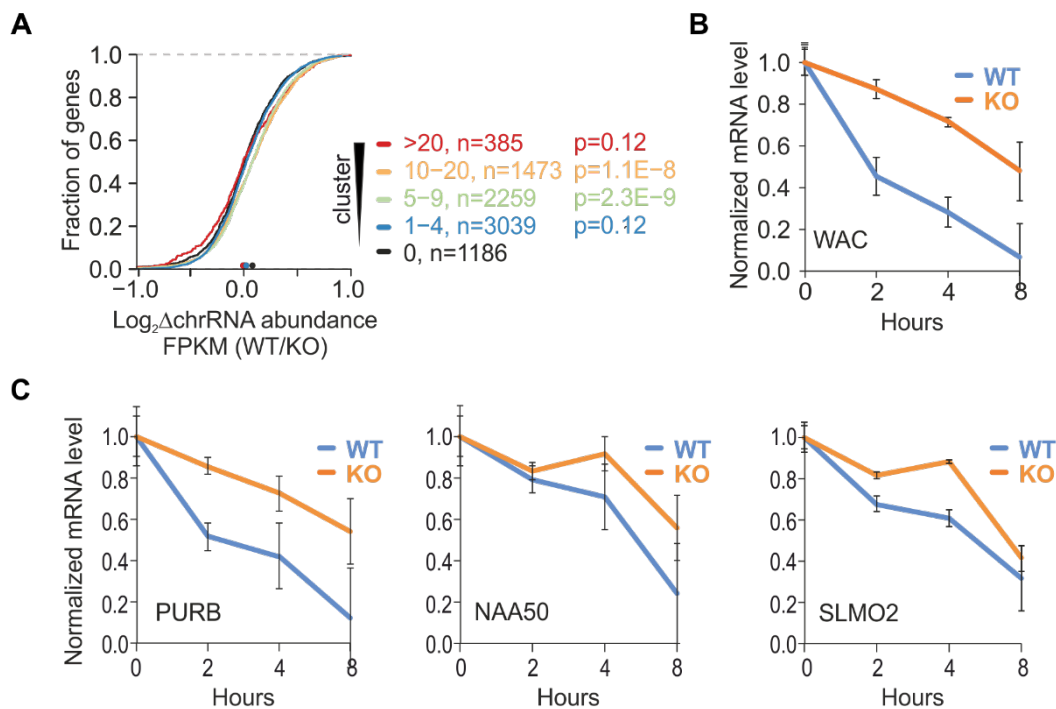 A
Fraction of genes
1.0
0.8
0.6
0.4
0.2
0.0
−1.0
0.0
1.0
Log₂ΔchrRNA abundance
FPKM (WT/KO)
cluster
>20, n=385 p=0.12
10−20, n=1473 p=1.1E-8
5−9, n=2259 p=2.3E-9
1−4, n=3039 p=0.12
0, n=1186
B
Normalized mRNA level
1.0
0.8
0.6
0.4
0.2
0.0
WT
KO
WAC
0 2 4 8
Hours
C
Normalized mRNA level
1.0
0.8
0.6
0.4
0.2
0.0
WT
KO
PURB
0 2 4 8
Hours
1.0
0.8
0.6
0.4
0.2
0.0
WT
KO
NAA50
0 2 4 8
Hours
1.0
0.8
0.6
0.4
0.2
0.0
WT
KO
SLMO2
0 2 4 8
Hours